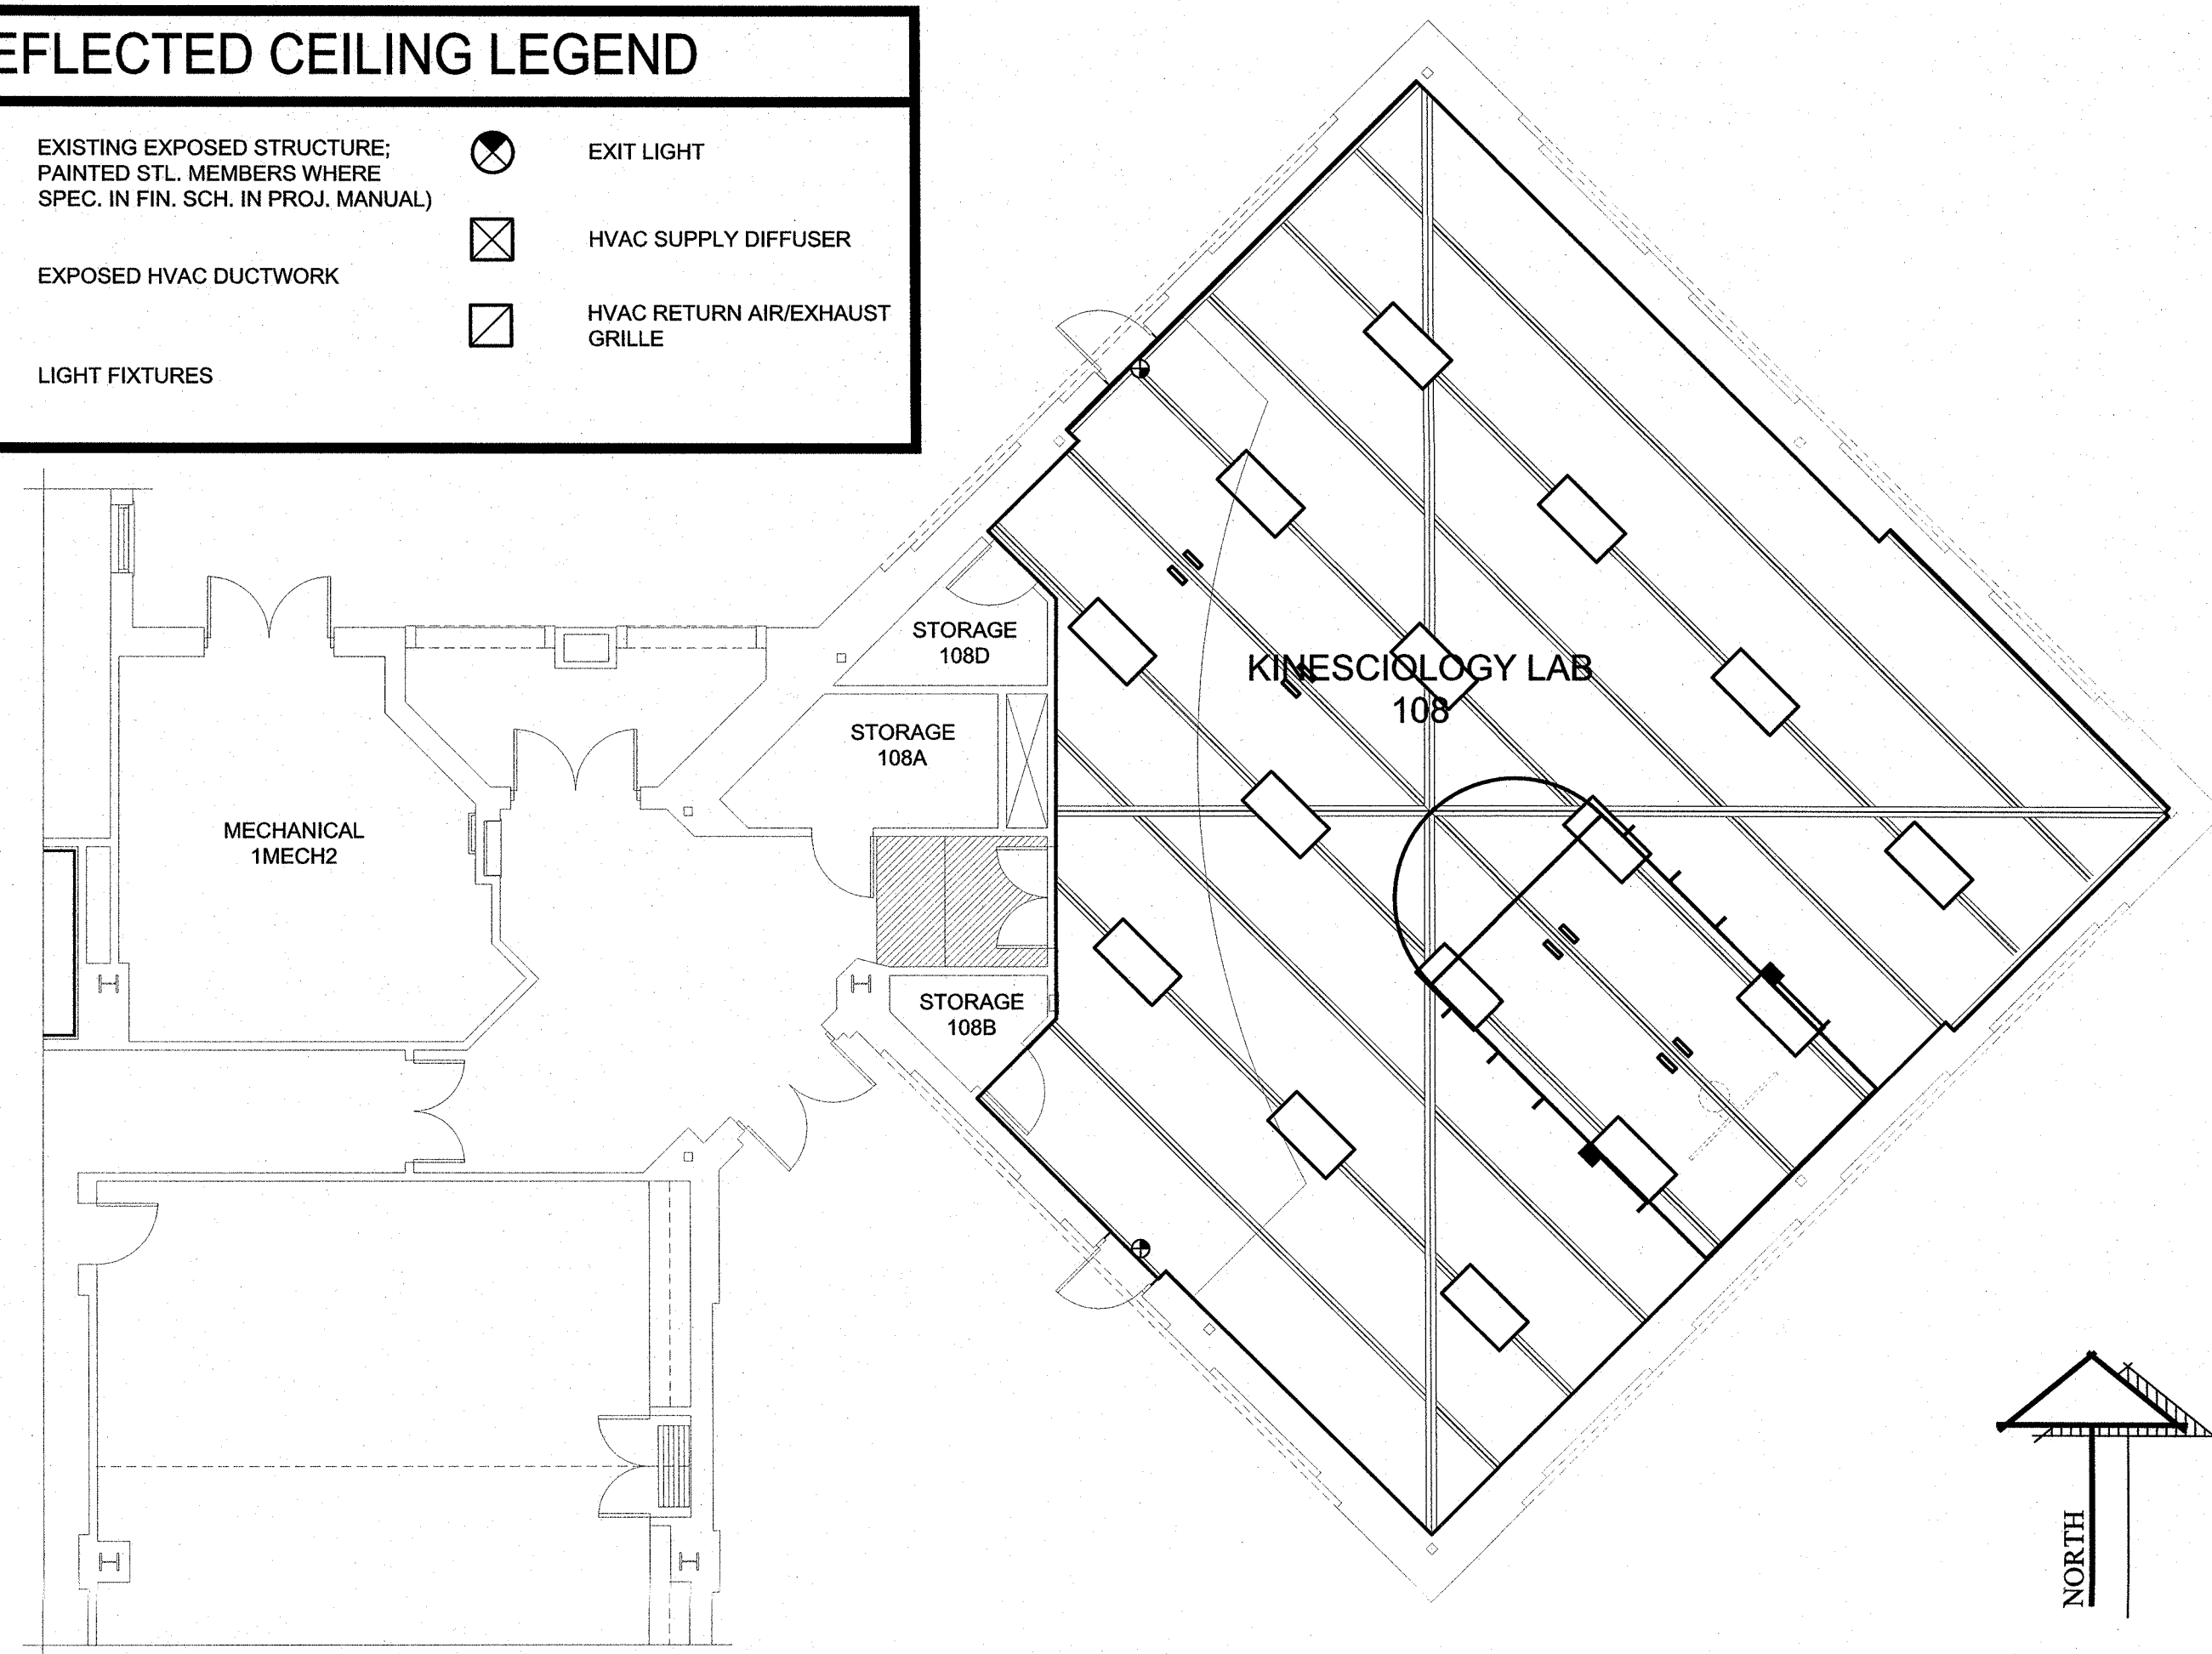 EFLECTED CEILING LEGEND
EXISTING EXPOSED STRUCTURE;
PAINTED STL. MEMBERS WHERE
SPEC. IN FIN. SCH. IN PROJ. MANUAL)
EXPOSED HVAC DUCTWORK
LIGHT FIXTURES
EXIT LIGHT
HVAC SUPPLY DIFFUSER
HVAC RETURN AIR/EXHAUST
GRILLE
STORAGE
108D
STORAGE
108A
MECHANICAL
1MECH2
STORAGE
108B
KINESCIOLOGY LAB
108
NORTH